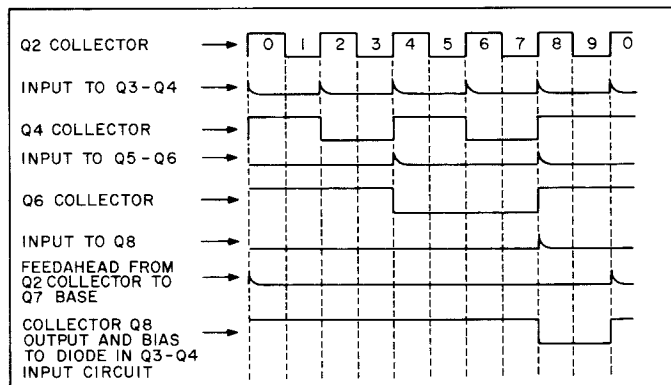 Q2 COLLECTOR
0 1 2 3 4 5 6 7 8 9 0
INPUT TO Q3-Q4
Q4 COLLECTOR
INPUT TO Q5-Q6
Q6 COLLECTOR
INPUT TO Q8
FEEDAHEAD FROM
Q2 COLLECTOR TO
Q7 BASE
COLLECTOR Q8
OUTPUT AND BIAS
TO DIODE IN Q3-Q4
INPUT CIRCUIT